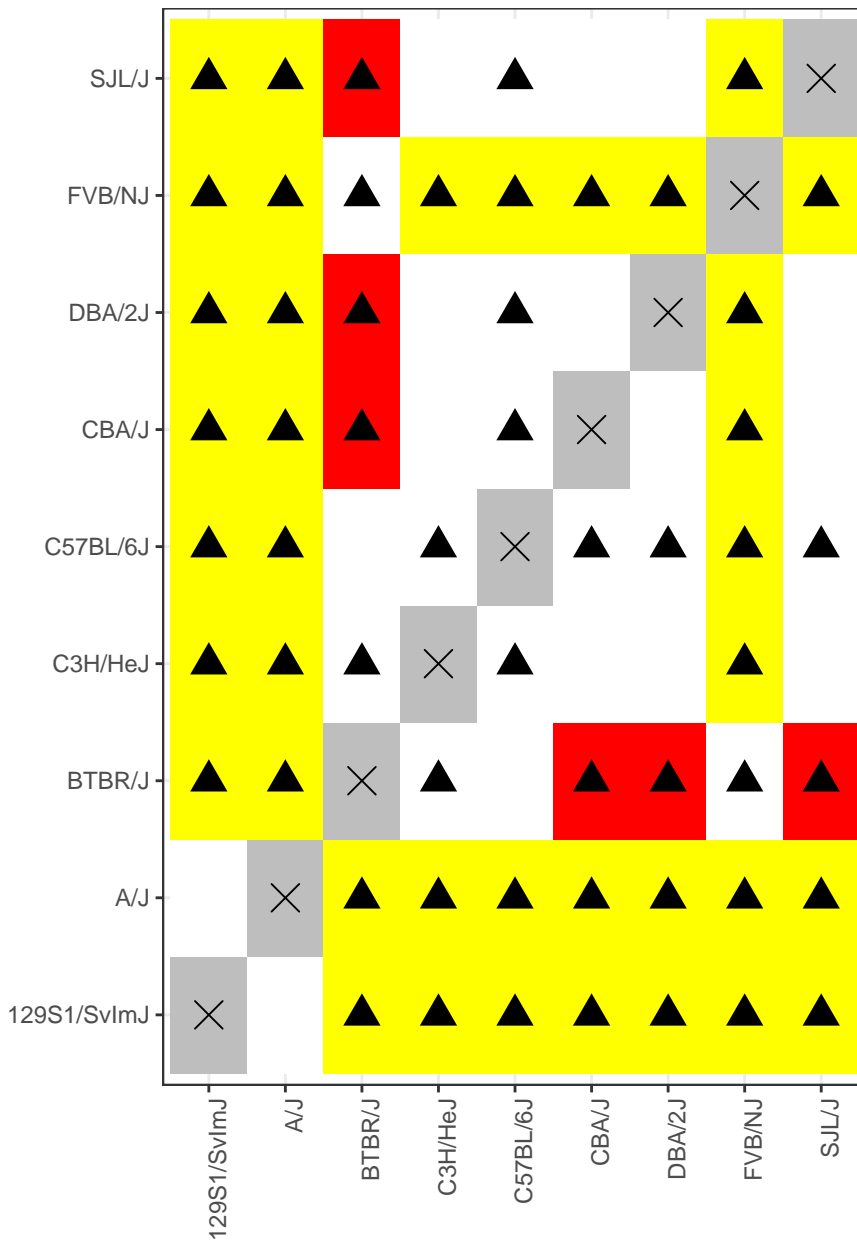 SJL/J
FVB/NJ
DBA/2J
CBA/J
C57BL/6J
C3H/HeJ
BTBR/J
A/J
129S1/SvImJ
129S1/SvImJ
A/J
BTBR/J
C3H/HeJ
C57BL/6J
CBA/J
DBA/2J
FVB/NJ
SJL/J